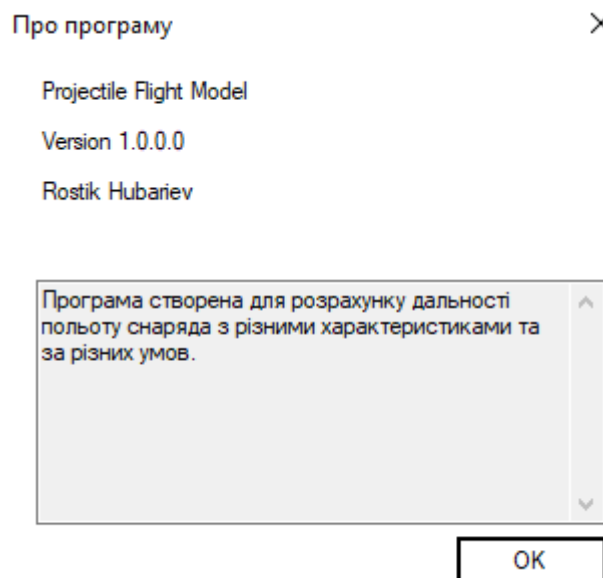 Про програму
Projectile Flight Model
Version 1.0.0.0
Rostik Hubariev
Програма створена для розрахунку дальності
польоту снаряда з різними характеристиками та
за різних умов.
OK